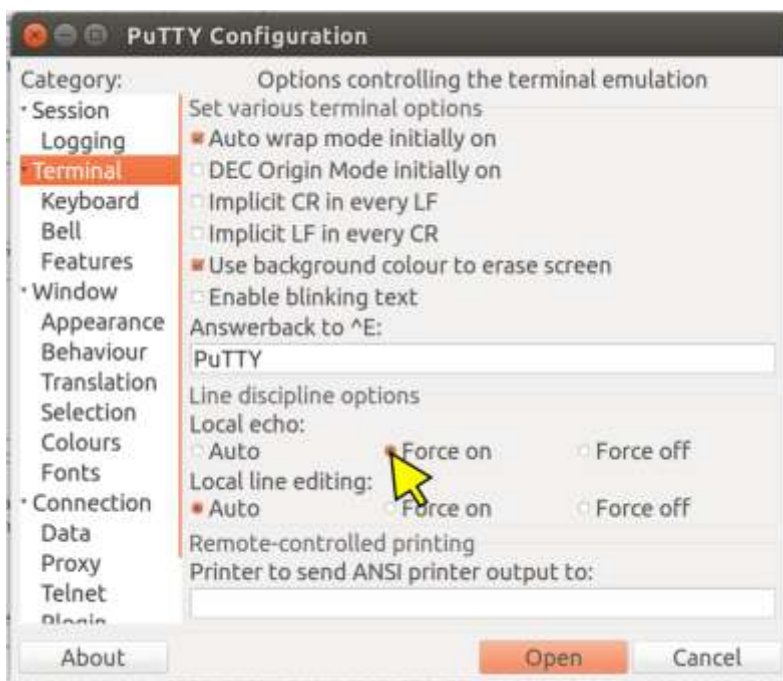 PuTTY Configuration
Category:
Session
Logging
Terminal
Keyboard
Bell
Features
Window
Appearance
Behaviour
Translation
Selection
Colours
Fonts
Connection
Data
Proxy
Telnet
Options controlling the terminal emulation
Set various terminal options
Auto wrap mode initially on
DEC Origin Mode initially on
Implicit CR in every LF
Implicit LF in every CR
Use background colour to erase screen
Enable blinking text
Answerback to ^E:
PuTTY
Line discipline options
Local echo:
Auto Force on Force off
Local line editing:
Auto Force on Force off
Remote-controlled printing
Printer to send ANSI printer output to:
About Open Cancel